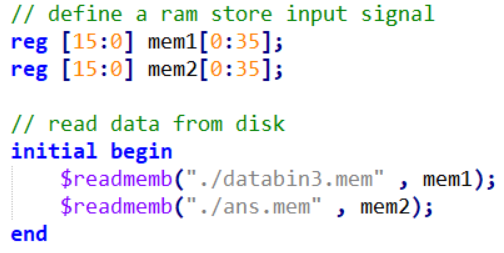 // define a ram store input signal
reg [15:0] mem1[0:35];
reg [15:0] mem2[0:35];
// read data from disk
initial begin
$readmemb("./databin3.mem" , mem1);
$readmemb("./ans.mem" , mem2);
end